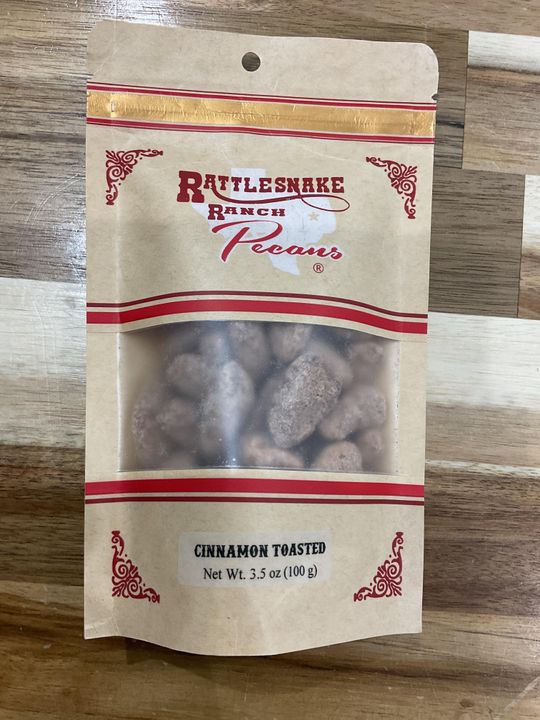 RATTLESNAKE
RANCH
Pecans
®
CINNAMON TOASTED
Net Wt. 3.5 oz (100 g)